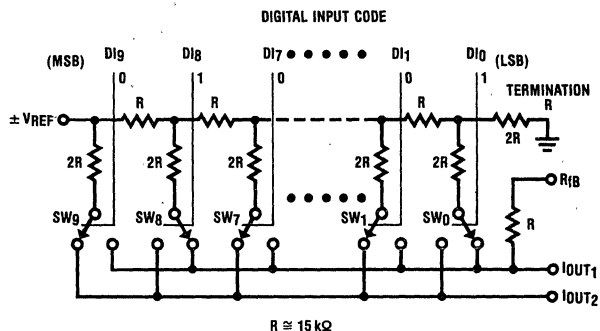 DIGITAL INPUT CODE
(MSB) DI9 DI8 DI7 DI1 DI0 (LSB)
0 1 0 0 1
TERMINATION
R R R R
± VREF
2R
2R 2R 2R 2R 2R
RfB
SW9 SW8 SW7 SW1 SW0
R
IOUT1
IOUT2
R ≅ 15 kΩ